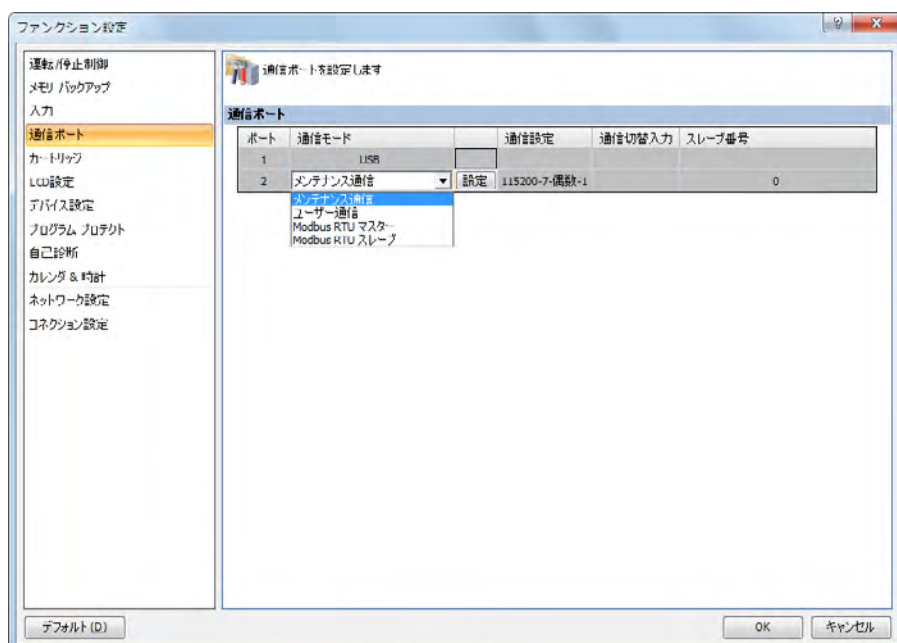 ファンクション設定
運転/停止制御
メモリ バックアップ
入力
通信ポート
カートリッジ
LCD設定
デバイス設定
プログラム プロテクト
自己診断
カレンダ & 時計
ネットワーク設定
コネクション設定
通信ポートを設定します
通信ポート
ポート 通信モード 通信設定 通信切替入力 スレーブ番号
1 USB
2 メンテナンス通信 設定 115200-7-偶数-1 0
メンテナンス通信
ユーザー通信
Modbus RTU マスター
Modbus RTU スレーブ
デフォルト(D) OK キャンセル